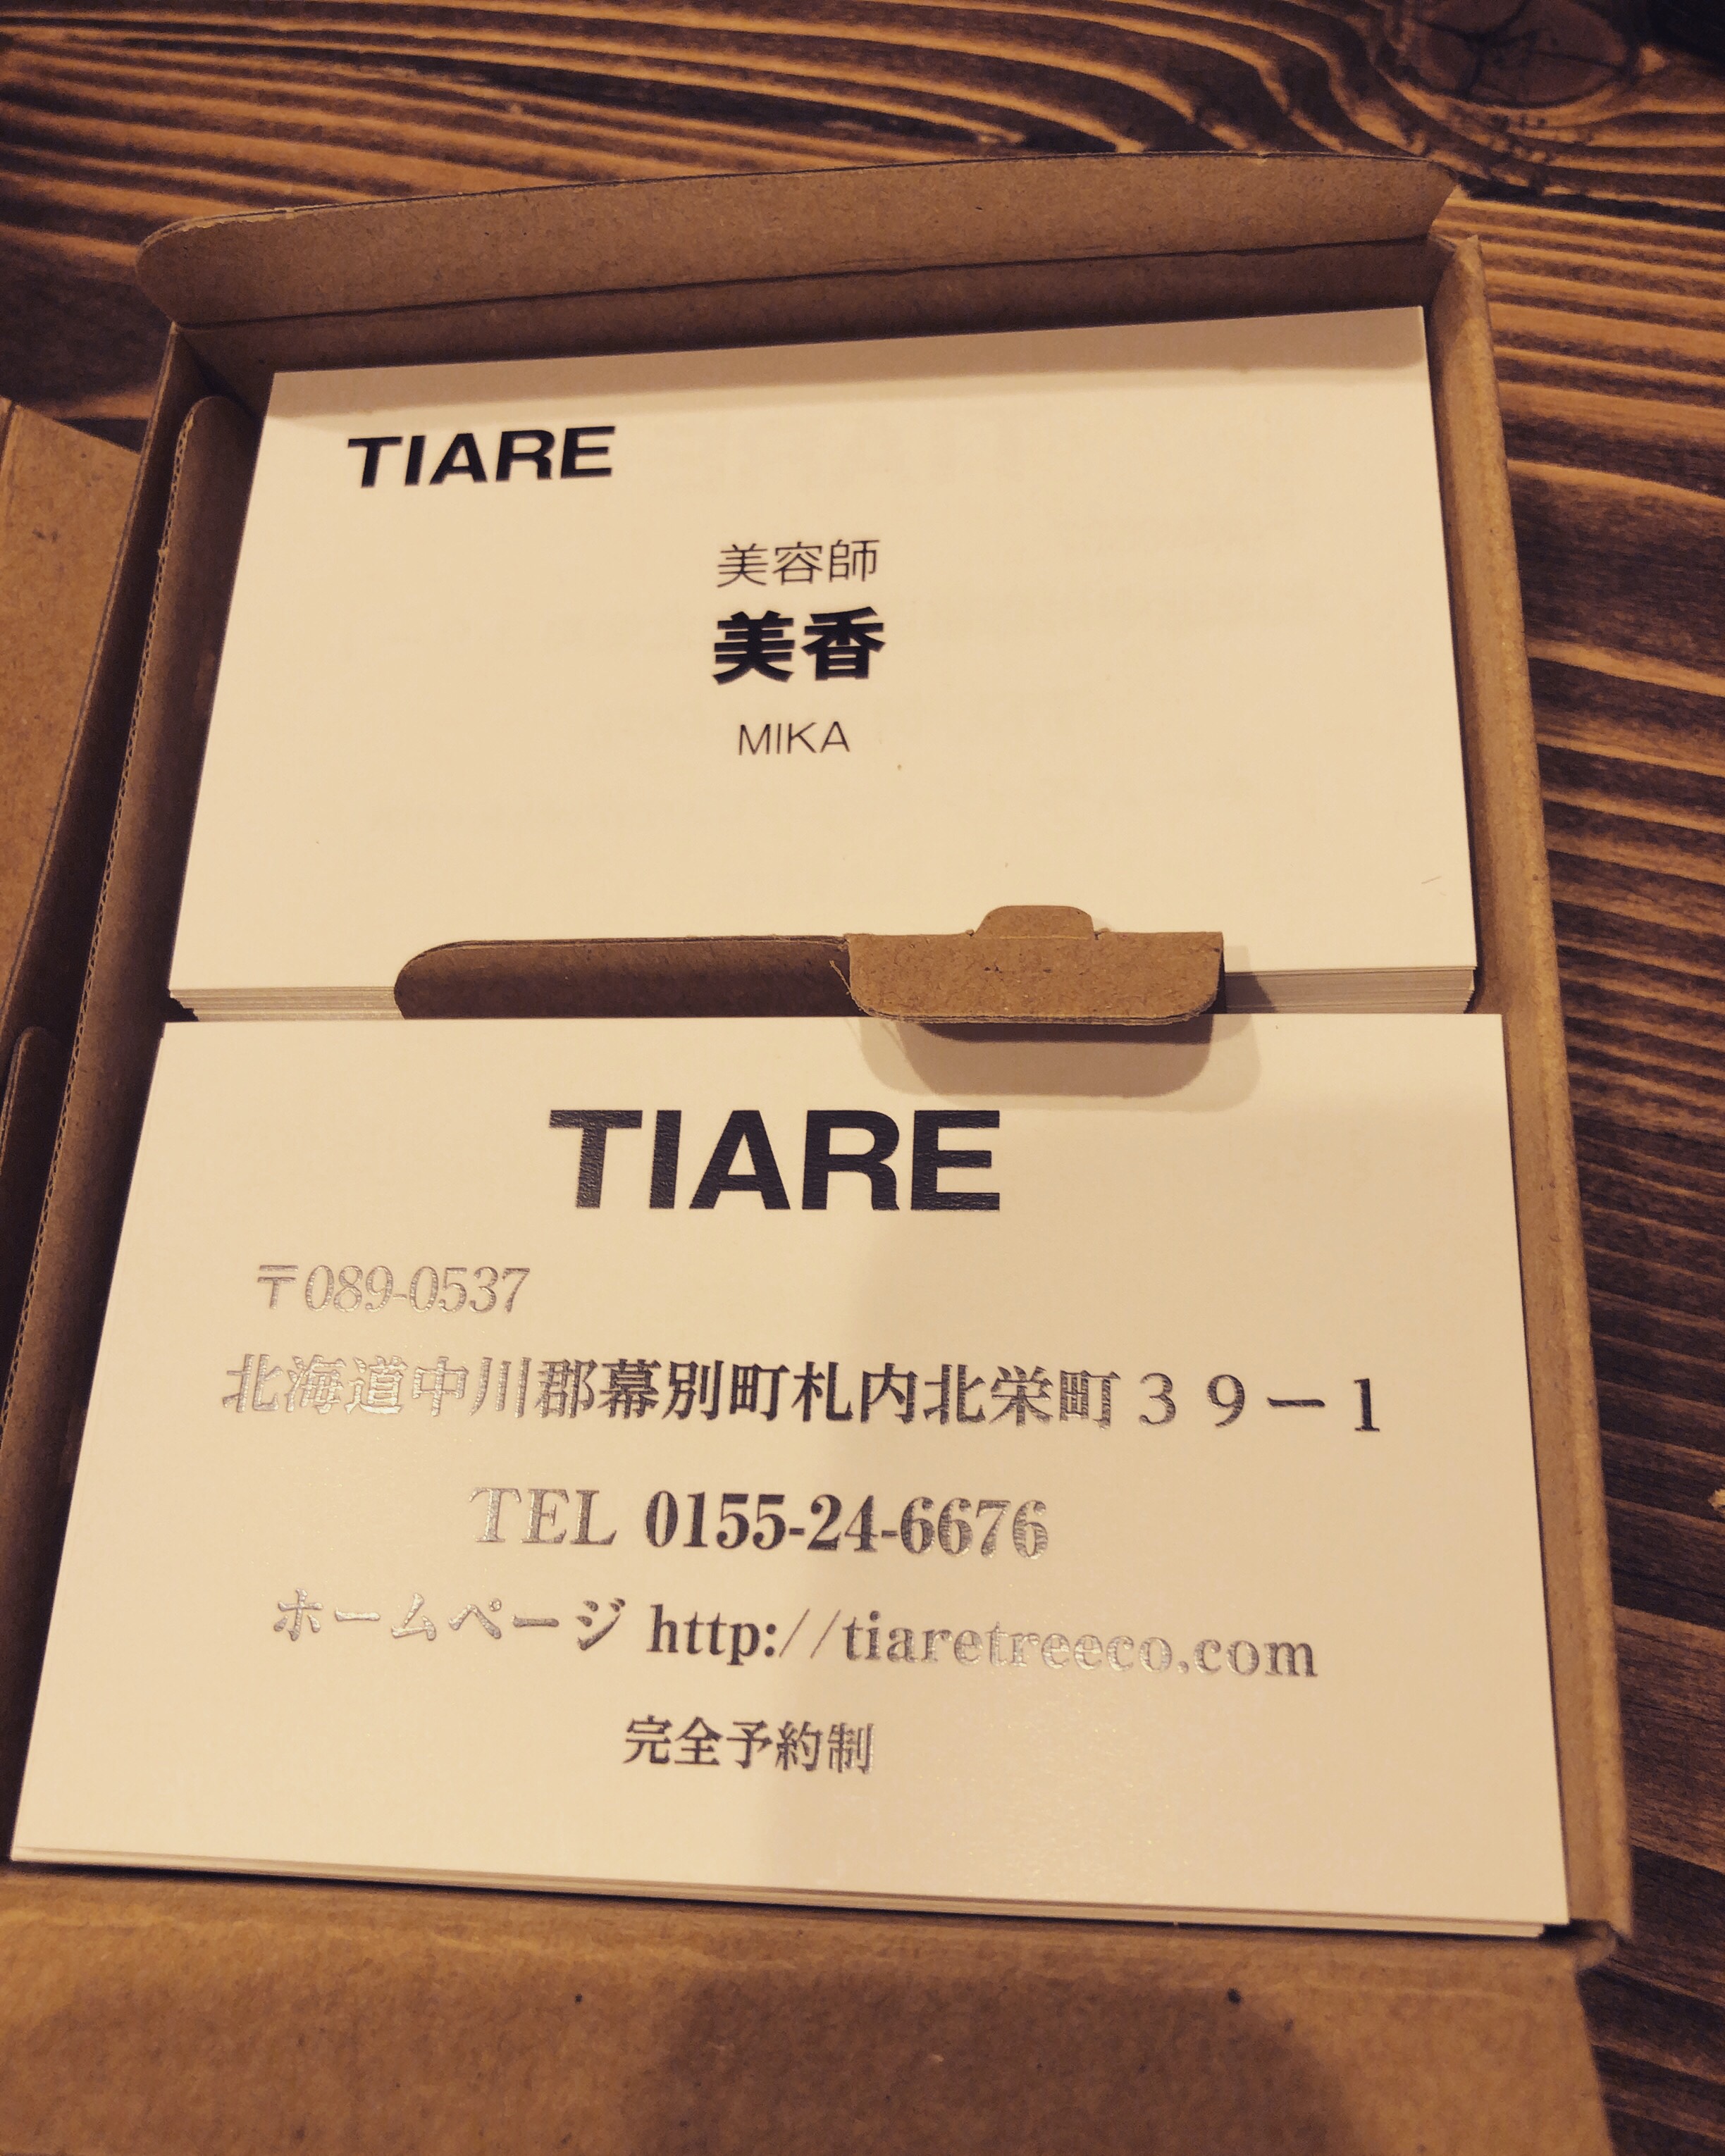 TIARE
美容師
美香
MIKA
TIARE
〒089-0537
北海道中川郡幕別町札内北栄町39ー1
TEL 0155-24-6676
ホームページ http://tiaretreeco.com
完全予約制